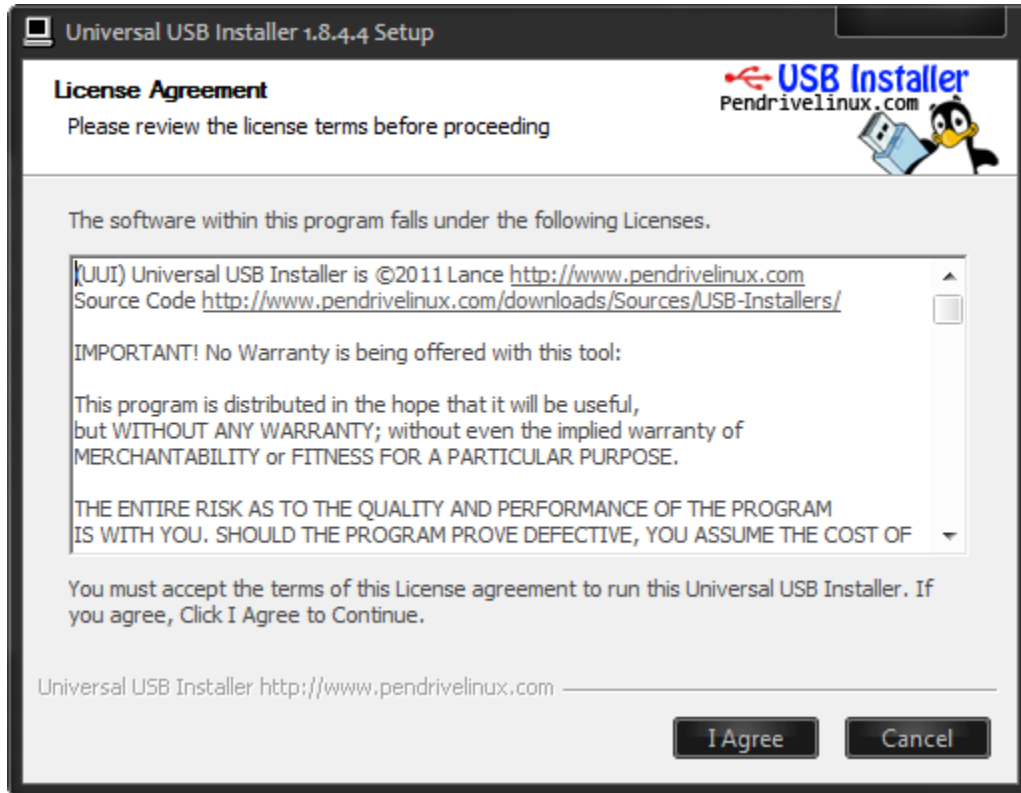 Universal USB Installer 1.8.4.4 Setup
License Agreement
Please review the license terms before proceeding
USB Installer
Pendrivelinux.com
The software within this program falls under the following Licenses.
(UUI) Universal USB Installer is ©2011 Lance http://www.pendrivelinux.com
Source Code http://www.pendrivelinux.com/downloads/Sources/USB-Installers/
IMPORTANT! No Warranty is being offered with this tool:
This program is distributed in the hope that it will be useful,
but WITHOUT ANY WARRANTY; without even the implied warranty of
MERCHANTABILITY or FITNESS FOR A PARTICULAR PURPOSE.
THE ENTIRE RISK AS TO THE QUALITY AND PERFORMANCE OF THE PROGRAM
IS WITH YOU. SHOULD THE PROGRAM PROVE DEFECTIVE, YOU ASSUME THE COST OF
You must accept the terms of this License agreement to run this Universal USB Installer. If
you agree, Click I Agree to Continue.
Universal USB Installer http://www.pendrivelinux.com
I Agree
Cancel